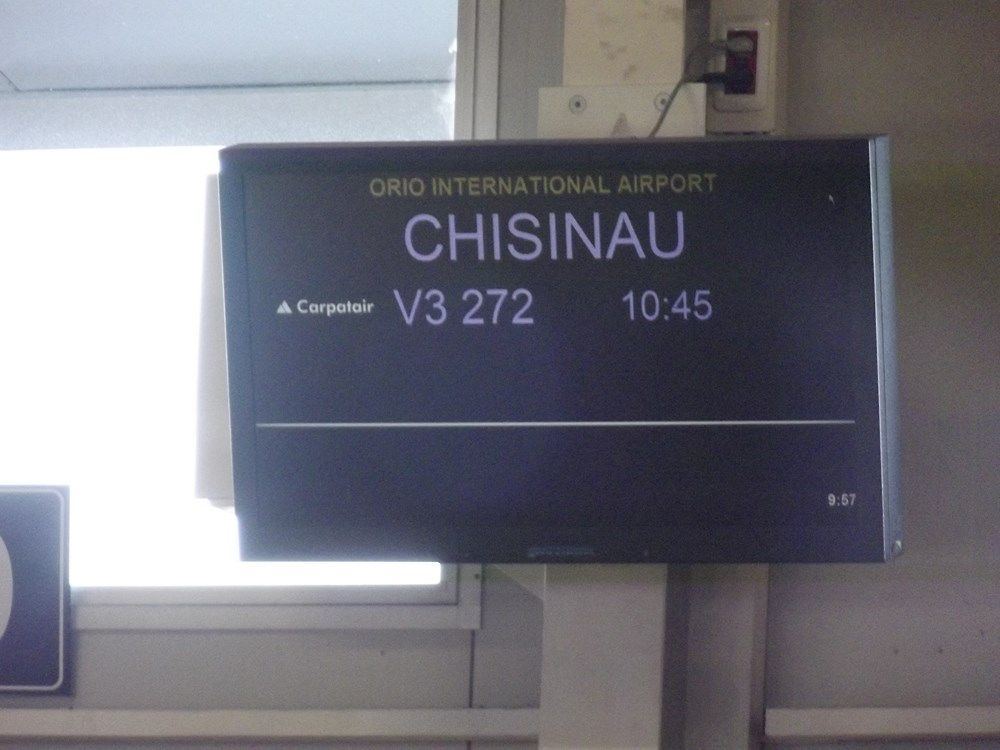 ORIO INTERNATIONAL AIRPORT
CHISINAU
Carpatair V3 272 10:45
9:57